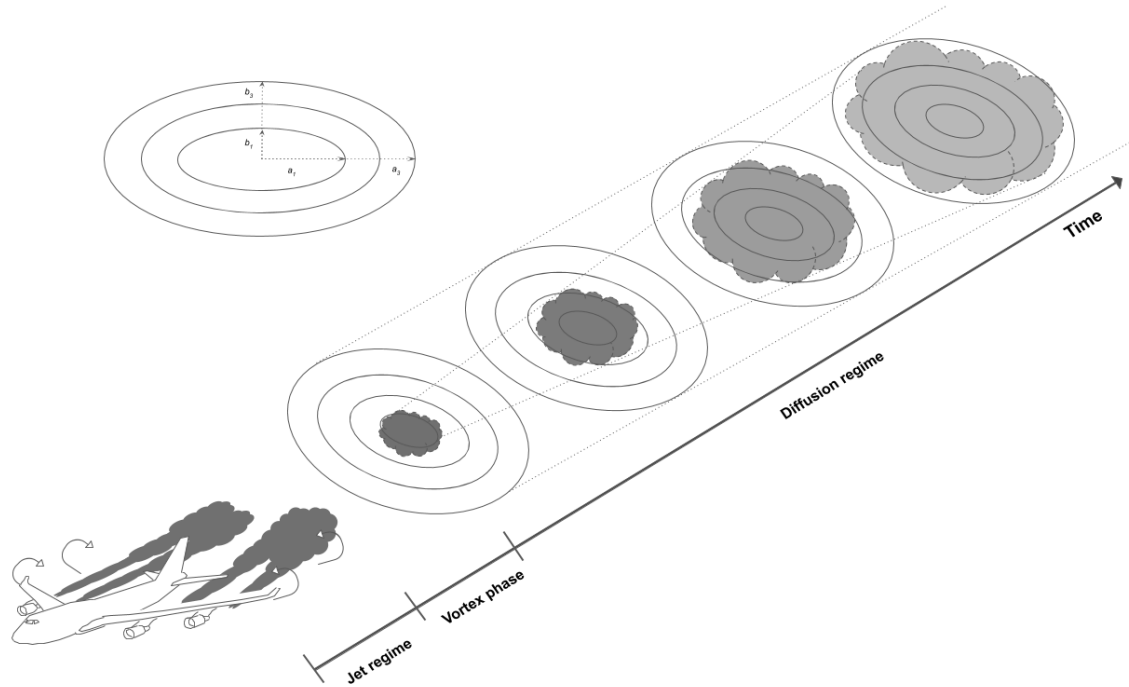 b₃
b₁
a₁
a₃
Time
Diffusion regime
Vortex phase
Jet regime